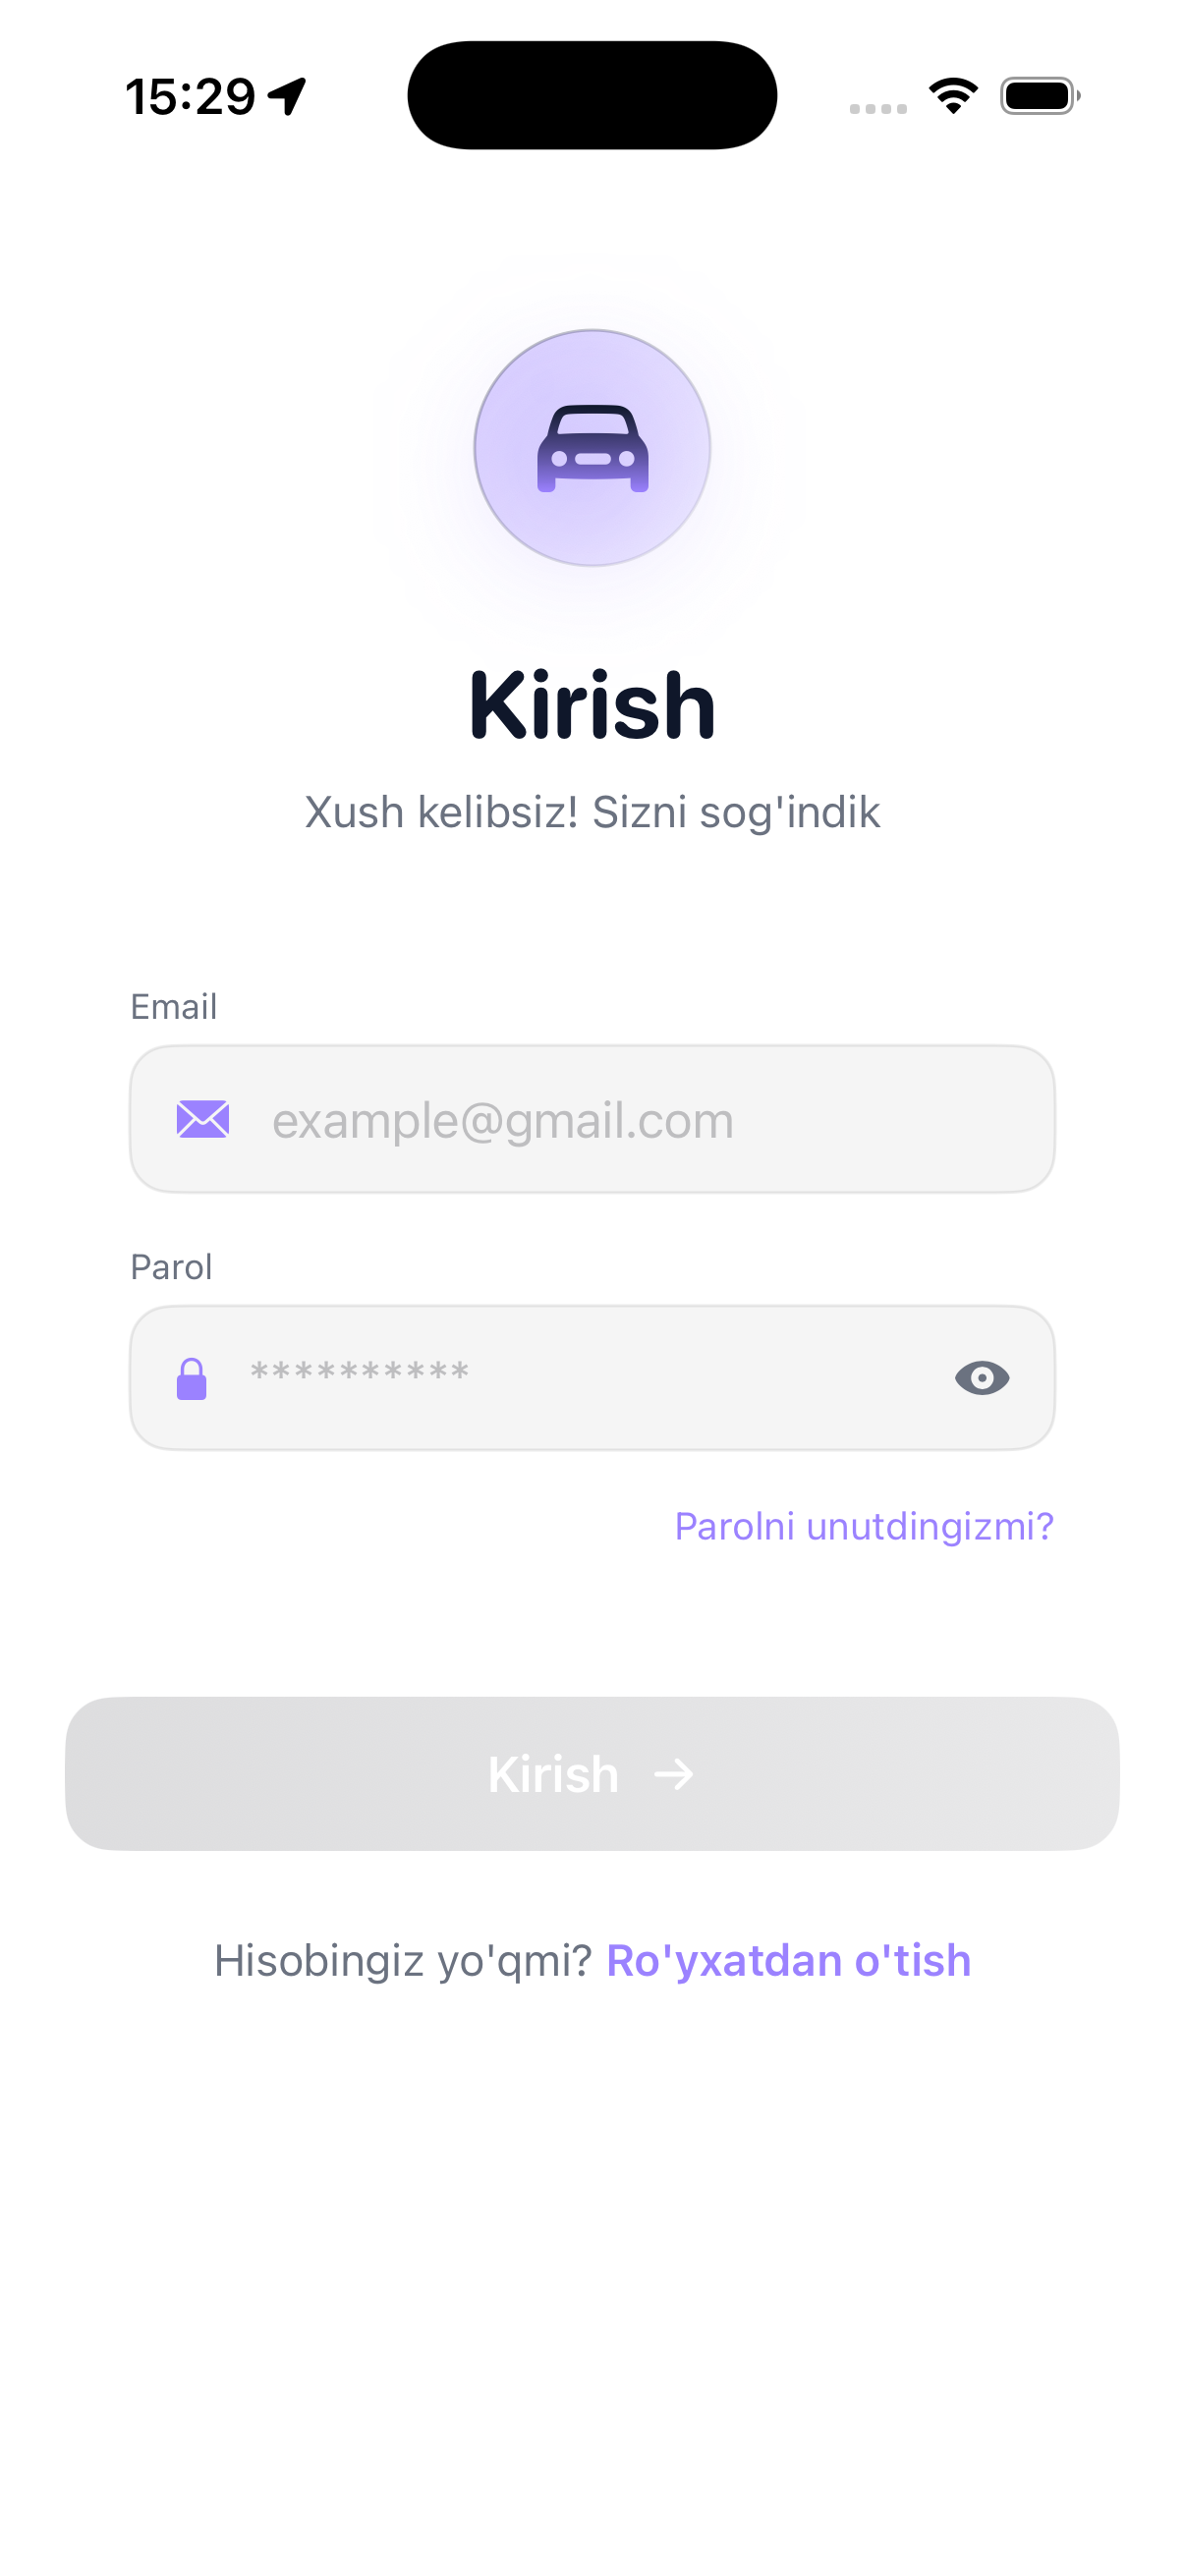 15:29
Kirish
Xush kelibsiz! Sizni sog'indik
Email
example@gmail.com
Parol
**********
Parolni unutdingizmi?
Kirish →
Hisobingiz yo'qmi? Ro'yxatdan o'tish